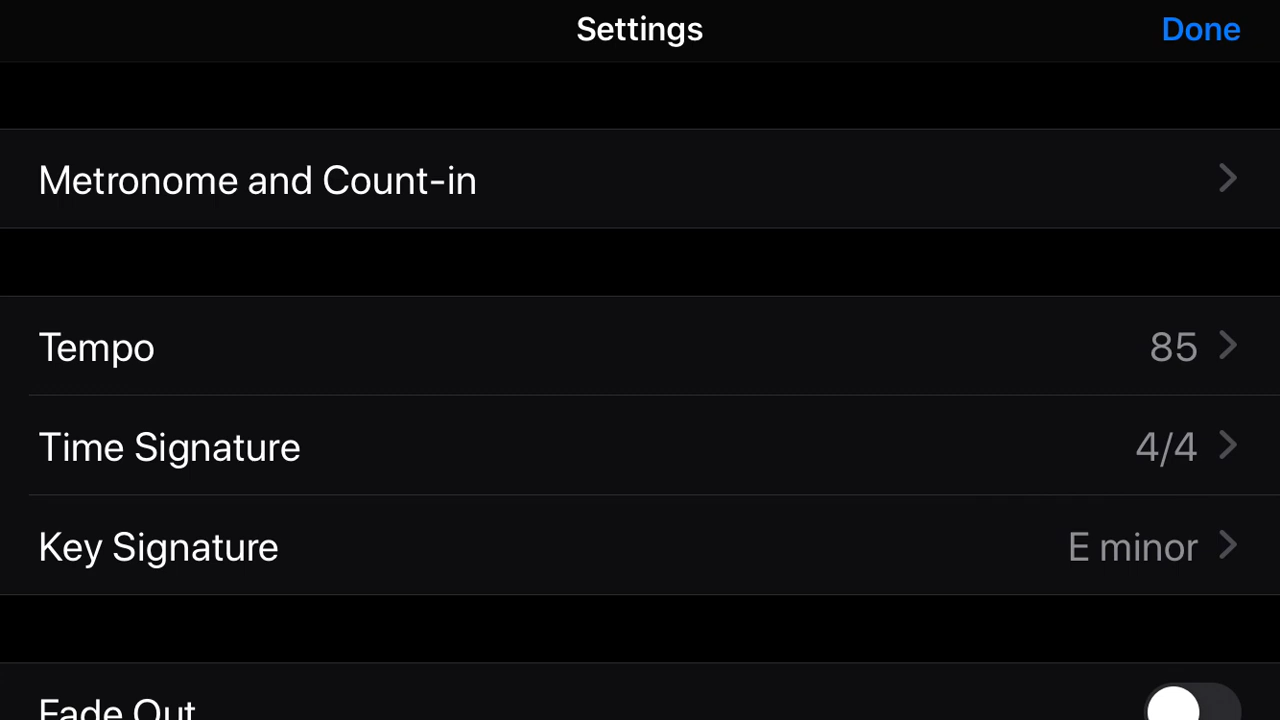 Settings
Done
Metronome and Count-in
Tempo 85
Time Signature 4/4
Key Signature E minor
Fade Out